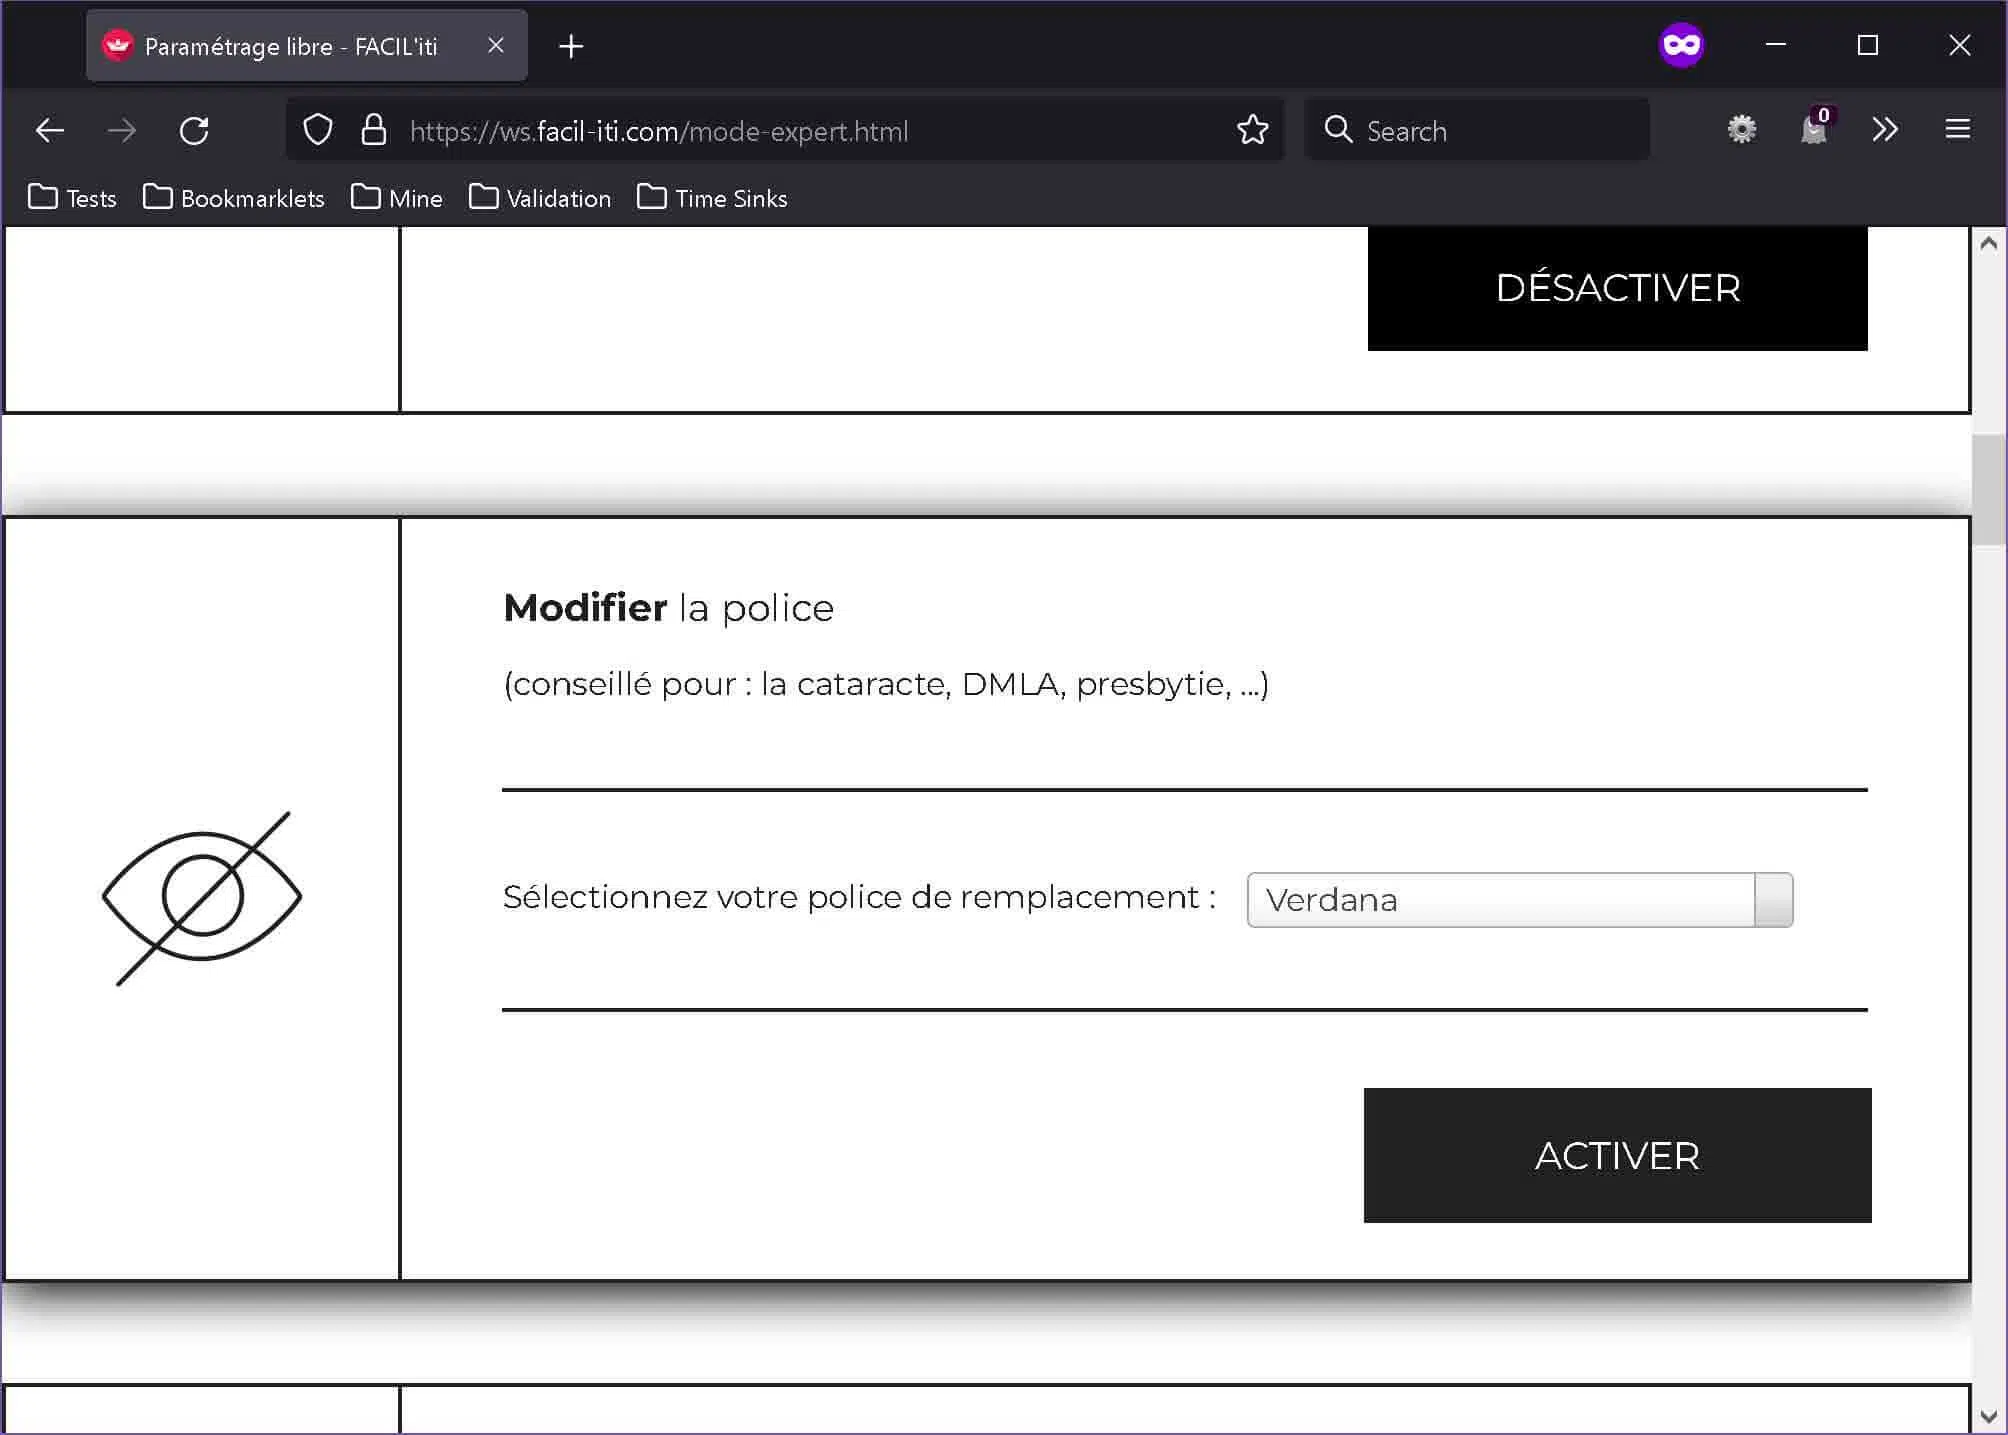 Paramétrage libre - FACIL'iti
https://ws.facil-iti.com/mode-expert.html
Search
0
Tests
Bookmarklets
Mine
Validation
Time Sinks
DÉSACTIVER
Modifier la police
(conseillé pour : la cataracte, DMLA, presbytie, ...)
Sélectionnez votre police de remplacement :
Verdana
ACTIVER